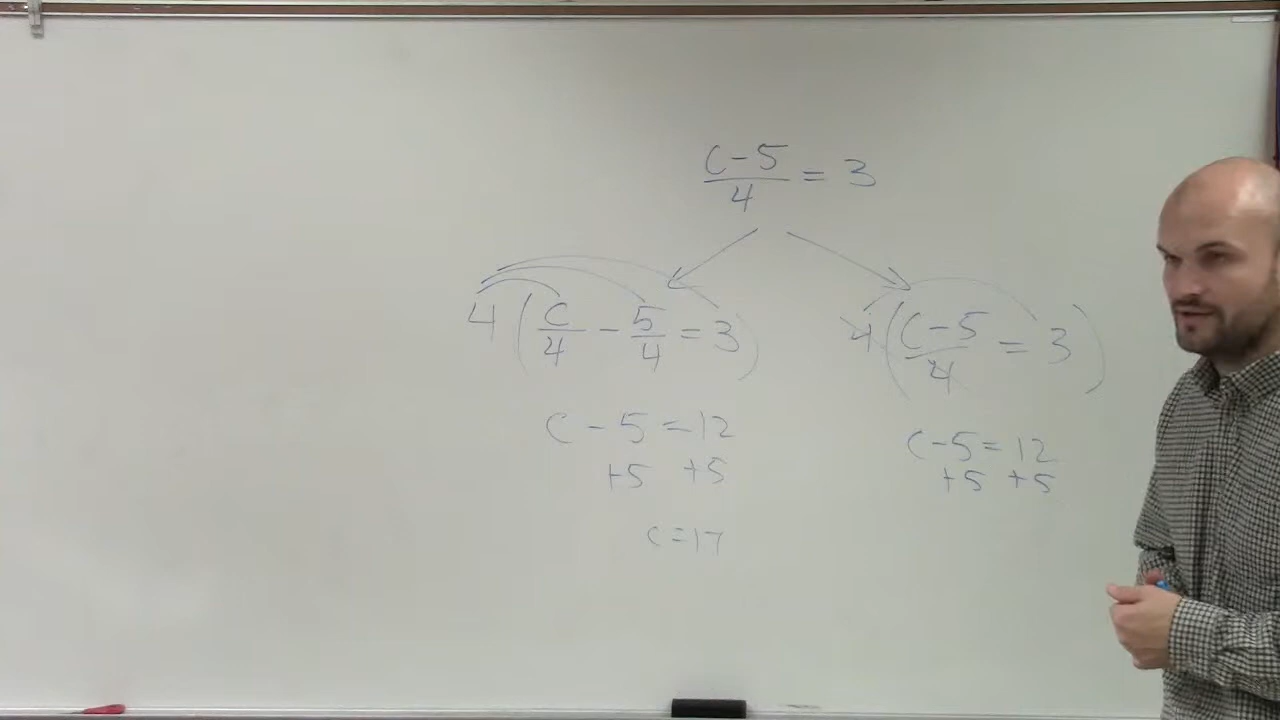 (c-5)/4 = 3
4(c/4 - 5/4 = 3)
c - 5 = 12
+5 +5
c = 17
4((c-5)/4 = 3)
c - 5 = 12
+5 +5